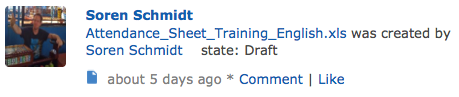 Soren Schmidt
Attendance_Sheet_Training_English.xls was created by
Soren Schmidt state: Draft
about 5 days ago * Comment | Like